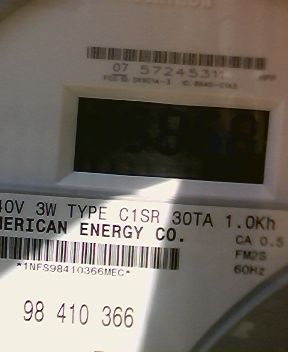 07 5724531
40V 3W TYPE C1SR 30TA 1.0Kh
MERICAN ENERGY CO.
CA 0.5
*1NFS98410366MEC*
FM2S
60Hz
98 410 366